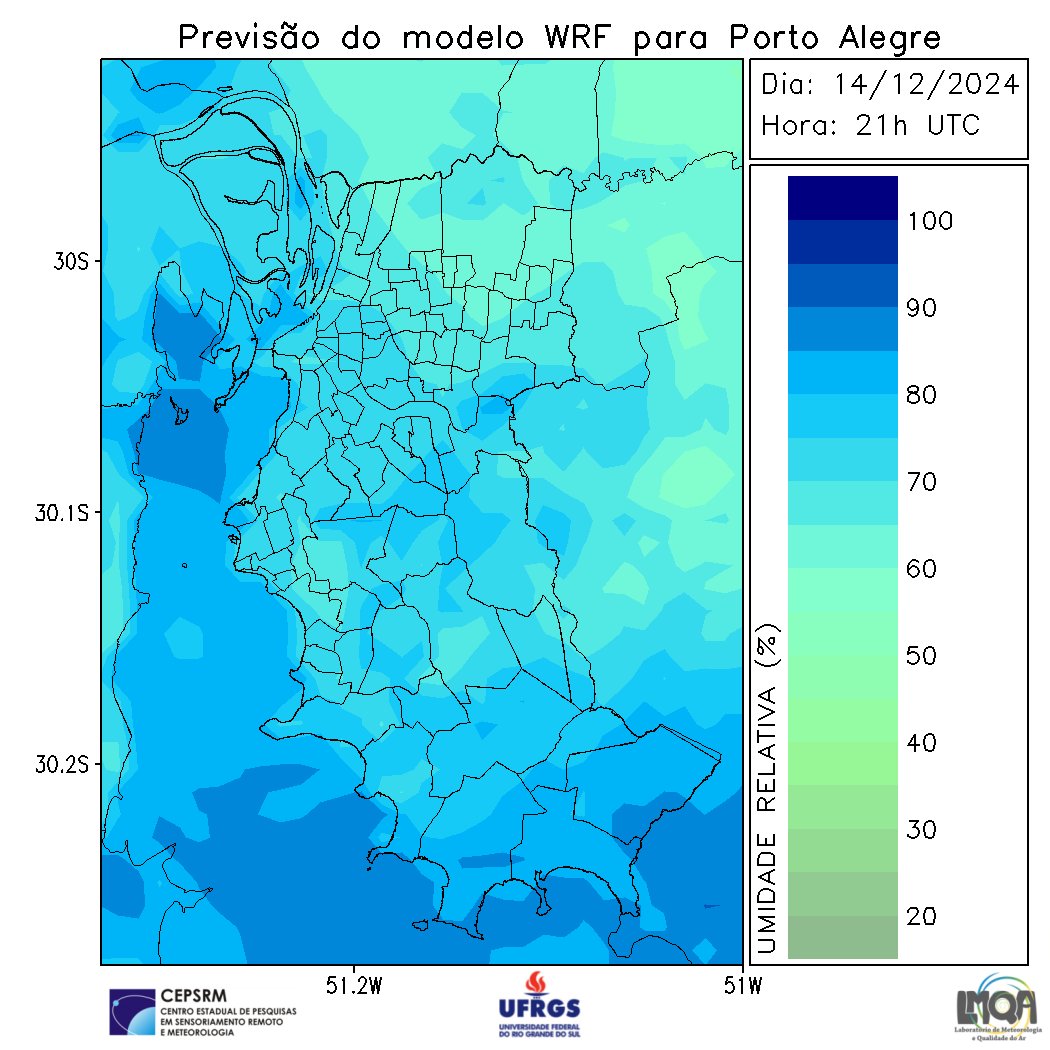 Previsão do modelo WRF para Porto Alegre
Dia: 14/12/2024
Hora: 21h UTC
100
90
80
70
60
50
40
30
20
UMIDADE RELATIVA (%)
30S
30.1S
30.2S
51.2W
51W
CEPSRM
CENTRO ESTADUAL DE PESQUISAS
EM SENSORIAMENTO REMOTO
E METEOROLOGIA
UFRGS
UNIVERSIDADE FEDERAL
DO RIO GRANDE DO SUL
LMQA
Laboratório de Meteorologia
e Qualidade do Ar